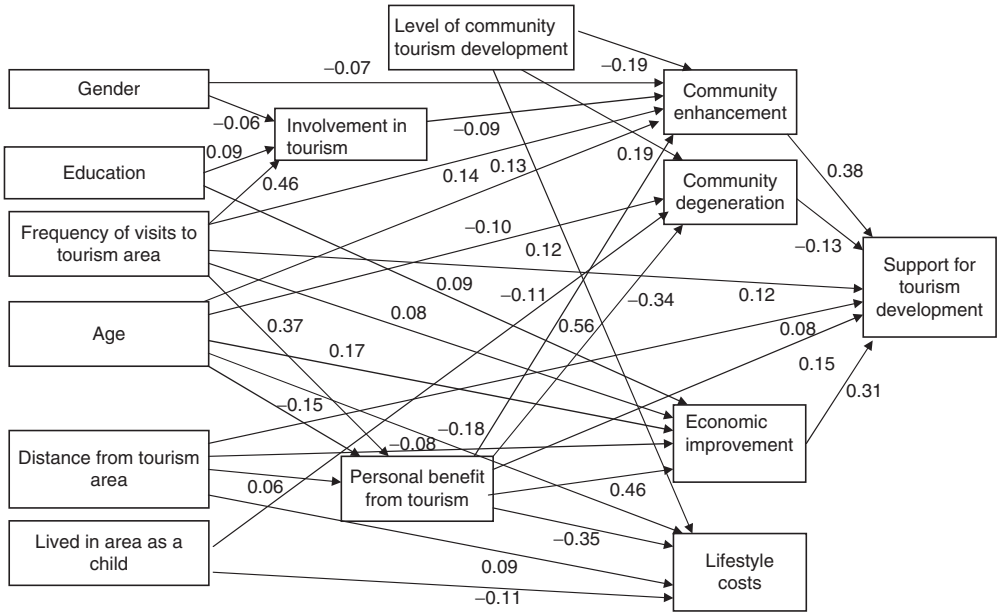 Level of community
tourism development
−0.19
−0.07
Gender
Community
enhancement
−0.06
Involvement in
tourism
−0.09
0.09
Education
0.46
0.14
0.13
0.19
Community
degeneration
0.38
Frequency of visits to
tourism area
−0.10
0.12
−0.13
Support for
tourism
development
0.09
−0.11
−0.34
0.12
Age
0.37
0.08
0.56
0.08
0.17
0.15
0.31
−0.15
−0.18
−0.08
Economic
improvement
Distance from tourism
area
0.06
Personal benefit
from tourism
0.46
−0.35
Lived in area as a
child
0.09
−0.11
Lifestyle
costs